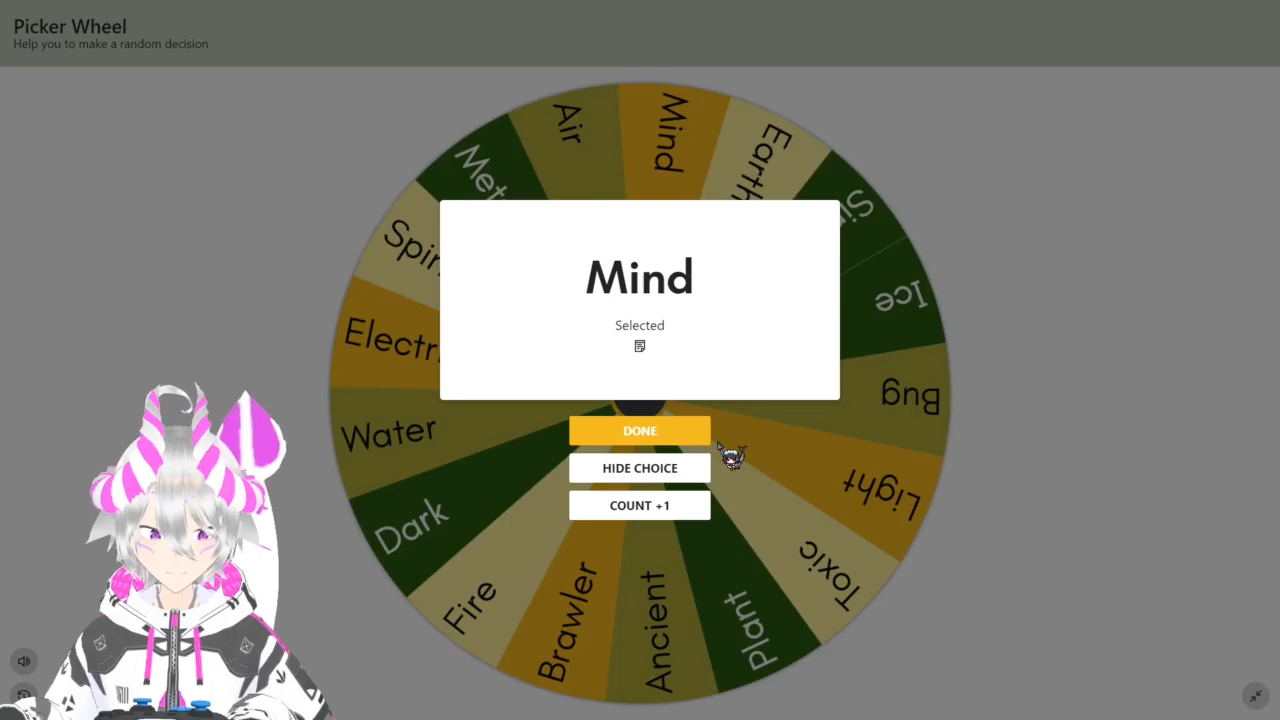 Picker Wheel
Help you to make a random decision
Air
Mind
Earth
Ice
Bug
Light
Toxic
Plant
Ancient
Brawler
Fire
Dark
Water
Mind
Selected
DONE
HIDE CHOICE
COUNT +1